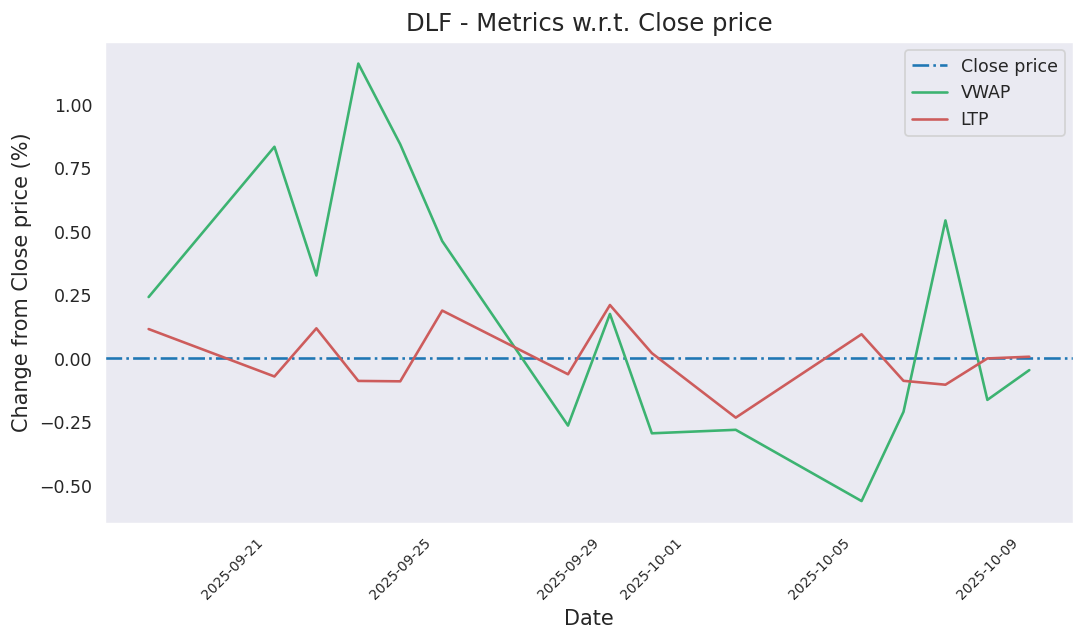 DLF - Metrics w.r.t. Close price
Close price
VWAP
LTP
Change from Close price (%)
1.00
0.75
0.50
0.25
0.00
−0.25
−0.50
2025-09-21
2025-09-25
2025-09-29
2025-10-01
2025-10-05
2025-10-09
Date